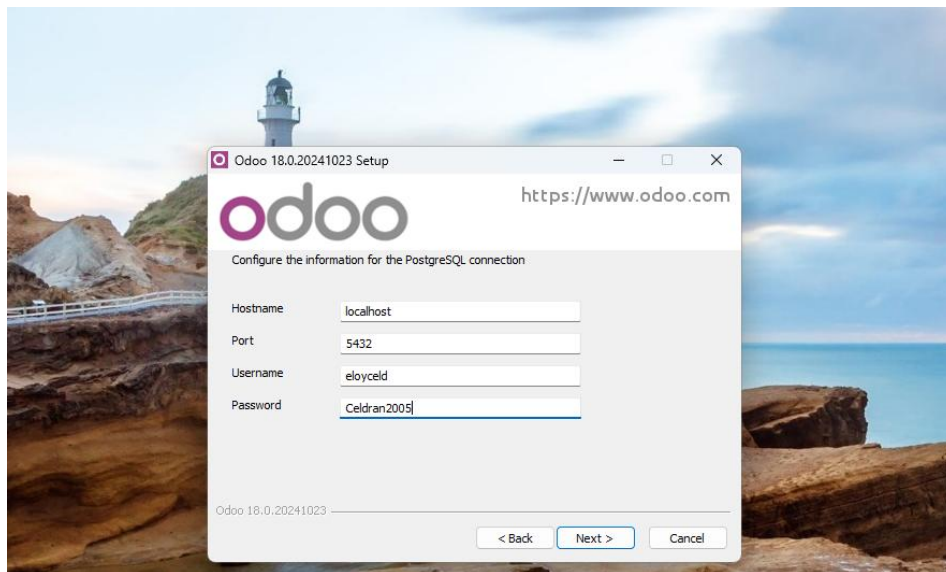 Odoo 18.0.20241023 Setup
odoo
https://www.odoo.com
Configure the information for the PostgreSQL connection
Hostname localhost
Port 5432
Username eloyceld
Password Celdran2005
Odoo 18.0.20241023
< Back Next > Cancel